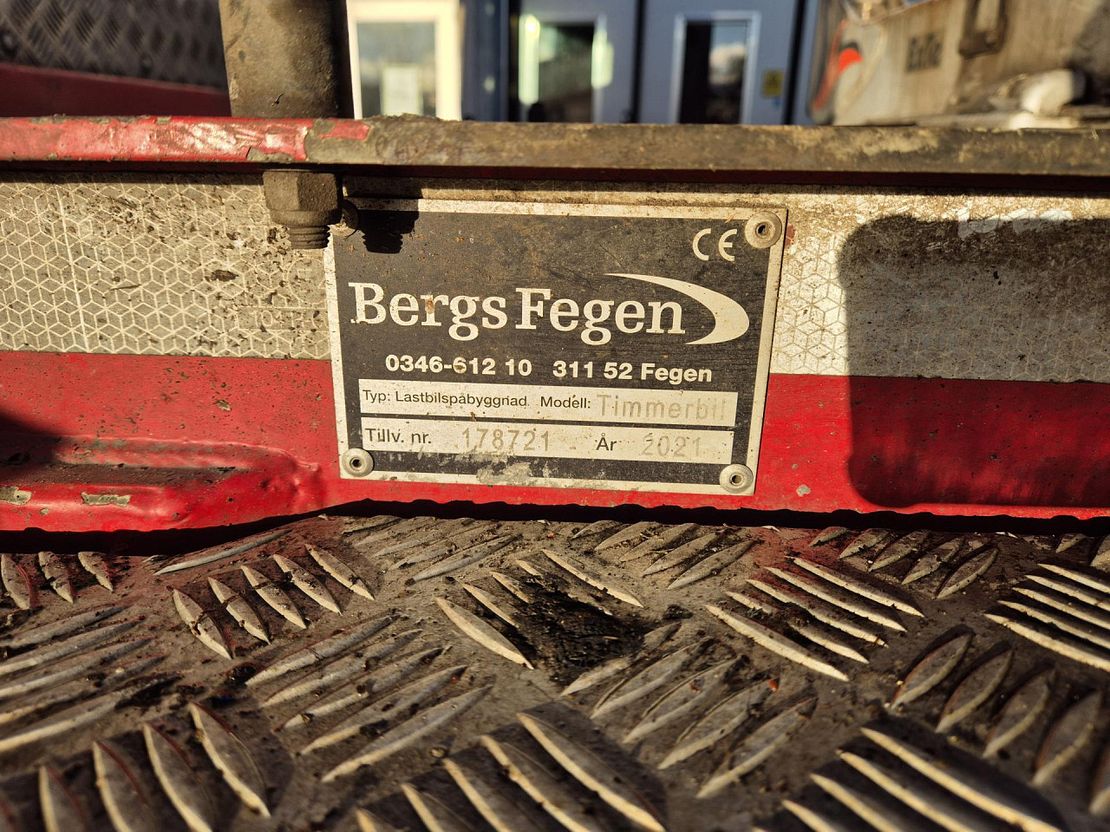 CE
Bergs Fegen
0346-612 10 311 52 Fegen
Typ: Lastbilspåbyggnad Modell: Timmerbil
Tillv. nr. 178721 År 2021